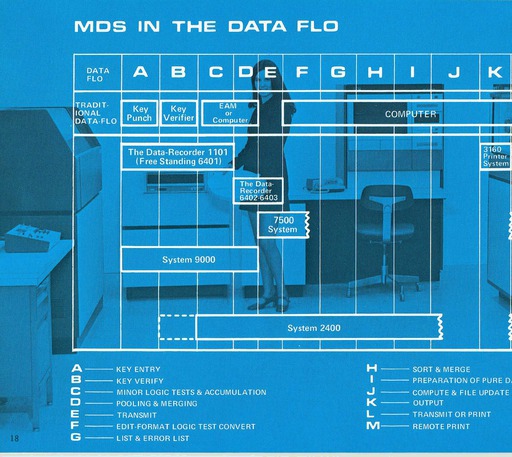 MDS IN THE DATA FLO
DATA FLO A B C D E F G H I J K
TRADIT-IONAL DATA-FLO Key Punch Key Verifier EAM or Computer COMPUTER
The Data-Recorder 1101
(Free Standing 6401)
3160
Printer
System
The Data-
Recorder
6402 6403
7500
System
System 9000
System 2400
A KEY ENTRY
B KEY VERIFY
C MINOR LOGIC TESTS & ACCUMULATION
D POOLING & MERGING
E TRANSMIT
F EDIT-FORMAT LOGIC TEST CONVERT
G LIST & ERROR LIST
H SORT & MERGE
I PREPARATION OF PURE DA
J COMPUTE & FILE UPDATE
K OUTPUT
L TRANSMIT OR PRINT
M REMOTE PRINT
18